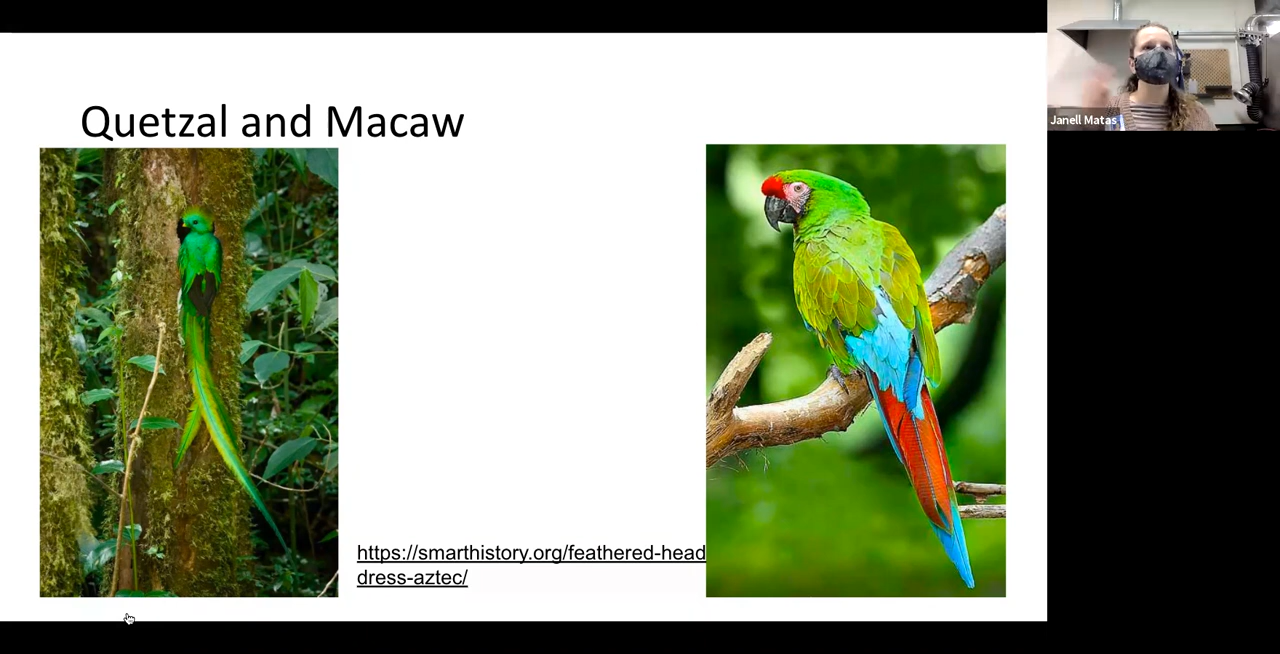 Quetzal and Macaw
https://smarthistory.org/feathered-head
dress-aztec/
Janell Matas